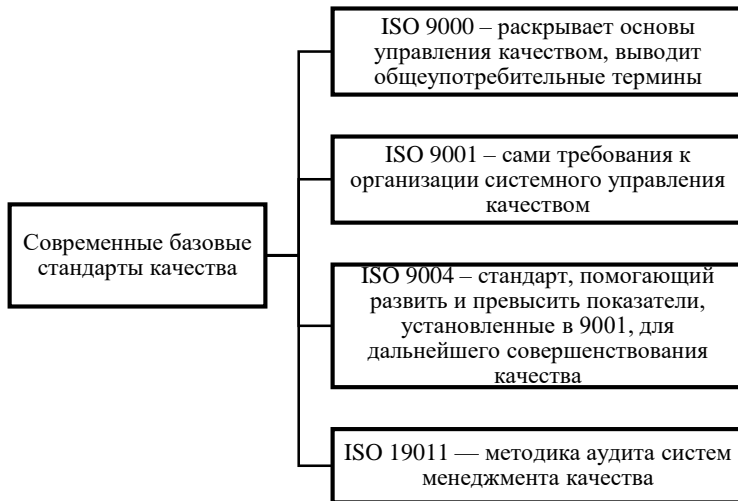 ISO 9000 – раскрывает основы
управления качеством, выводит
общеупотребительные термины
ISO 9001 – сами требования к
организации системного управления
качеством
Современные базовые
стандарты качества
ISO 9004 – стандарт, помогающий
развить и превысить показатели,
установленные в 9001, для
дальнейшего совершенствования
качества
ISO 19011 — методика аудита систем
менеджмента качества